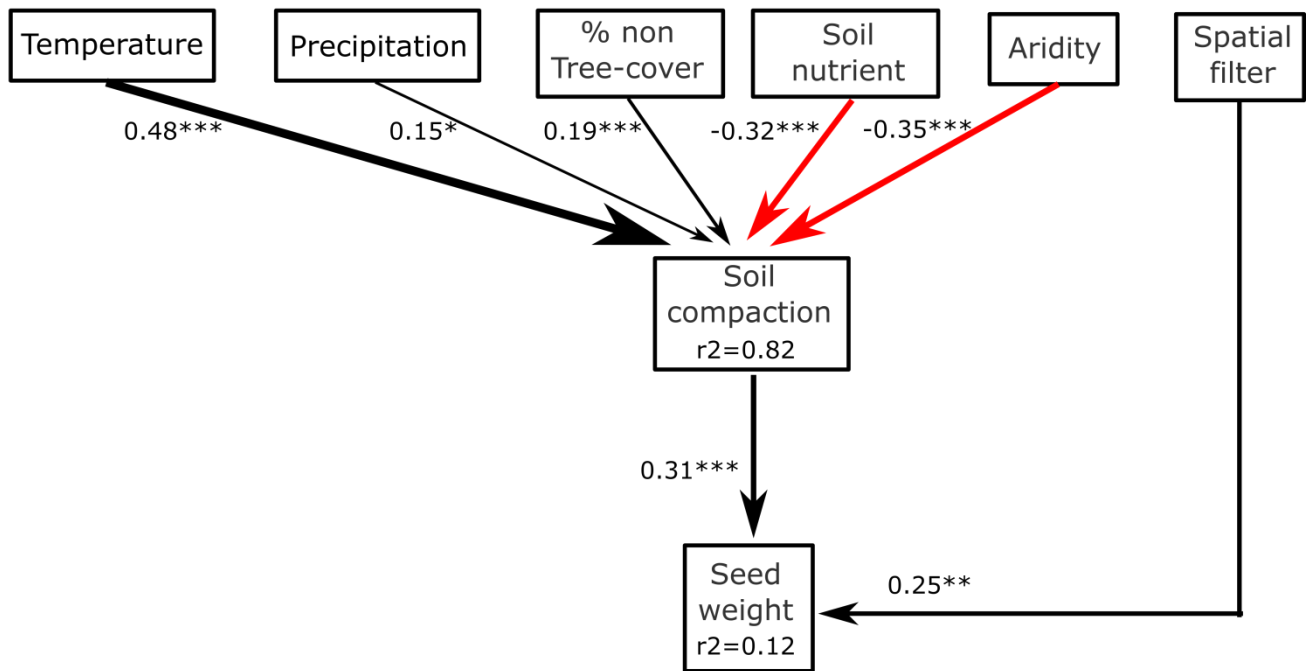 Temperature
Precipitation
% non
Tree-cover
Soil
nutrient
Aridity
Spatial
filter
0.48***
0.15*
0.19***
-0.32***
-0.35***
Soil
compaction
r2=0.82
0.31***
Seed
weight
r2=0.12
0.25**